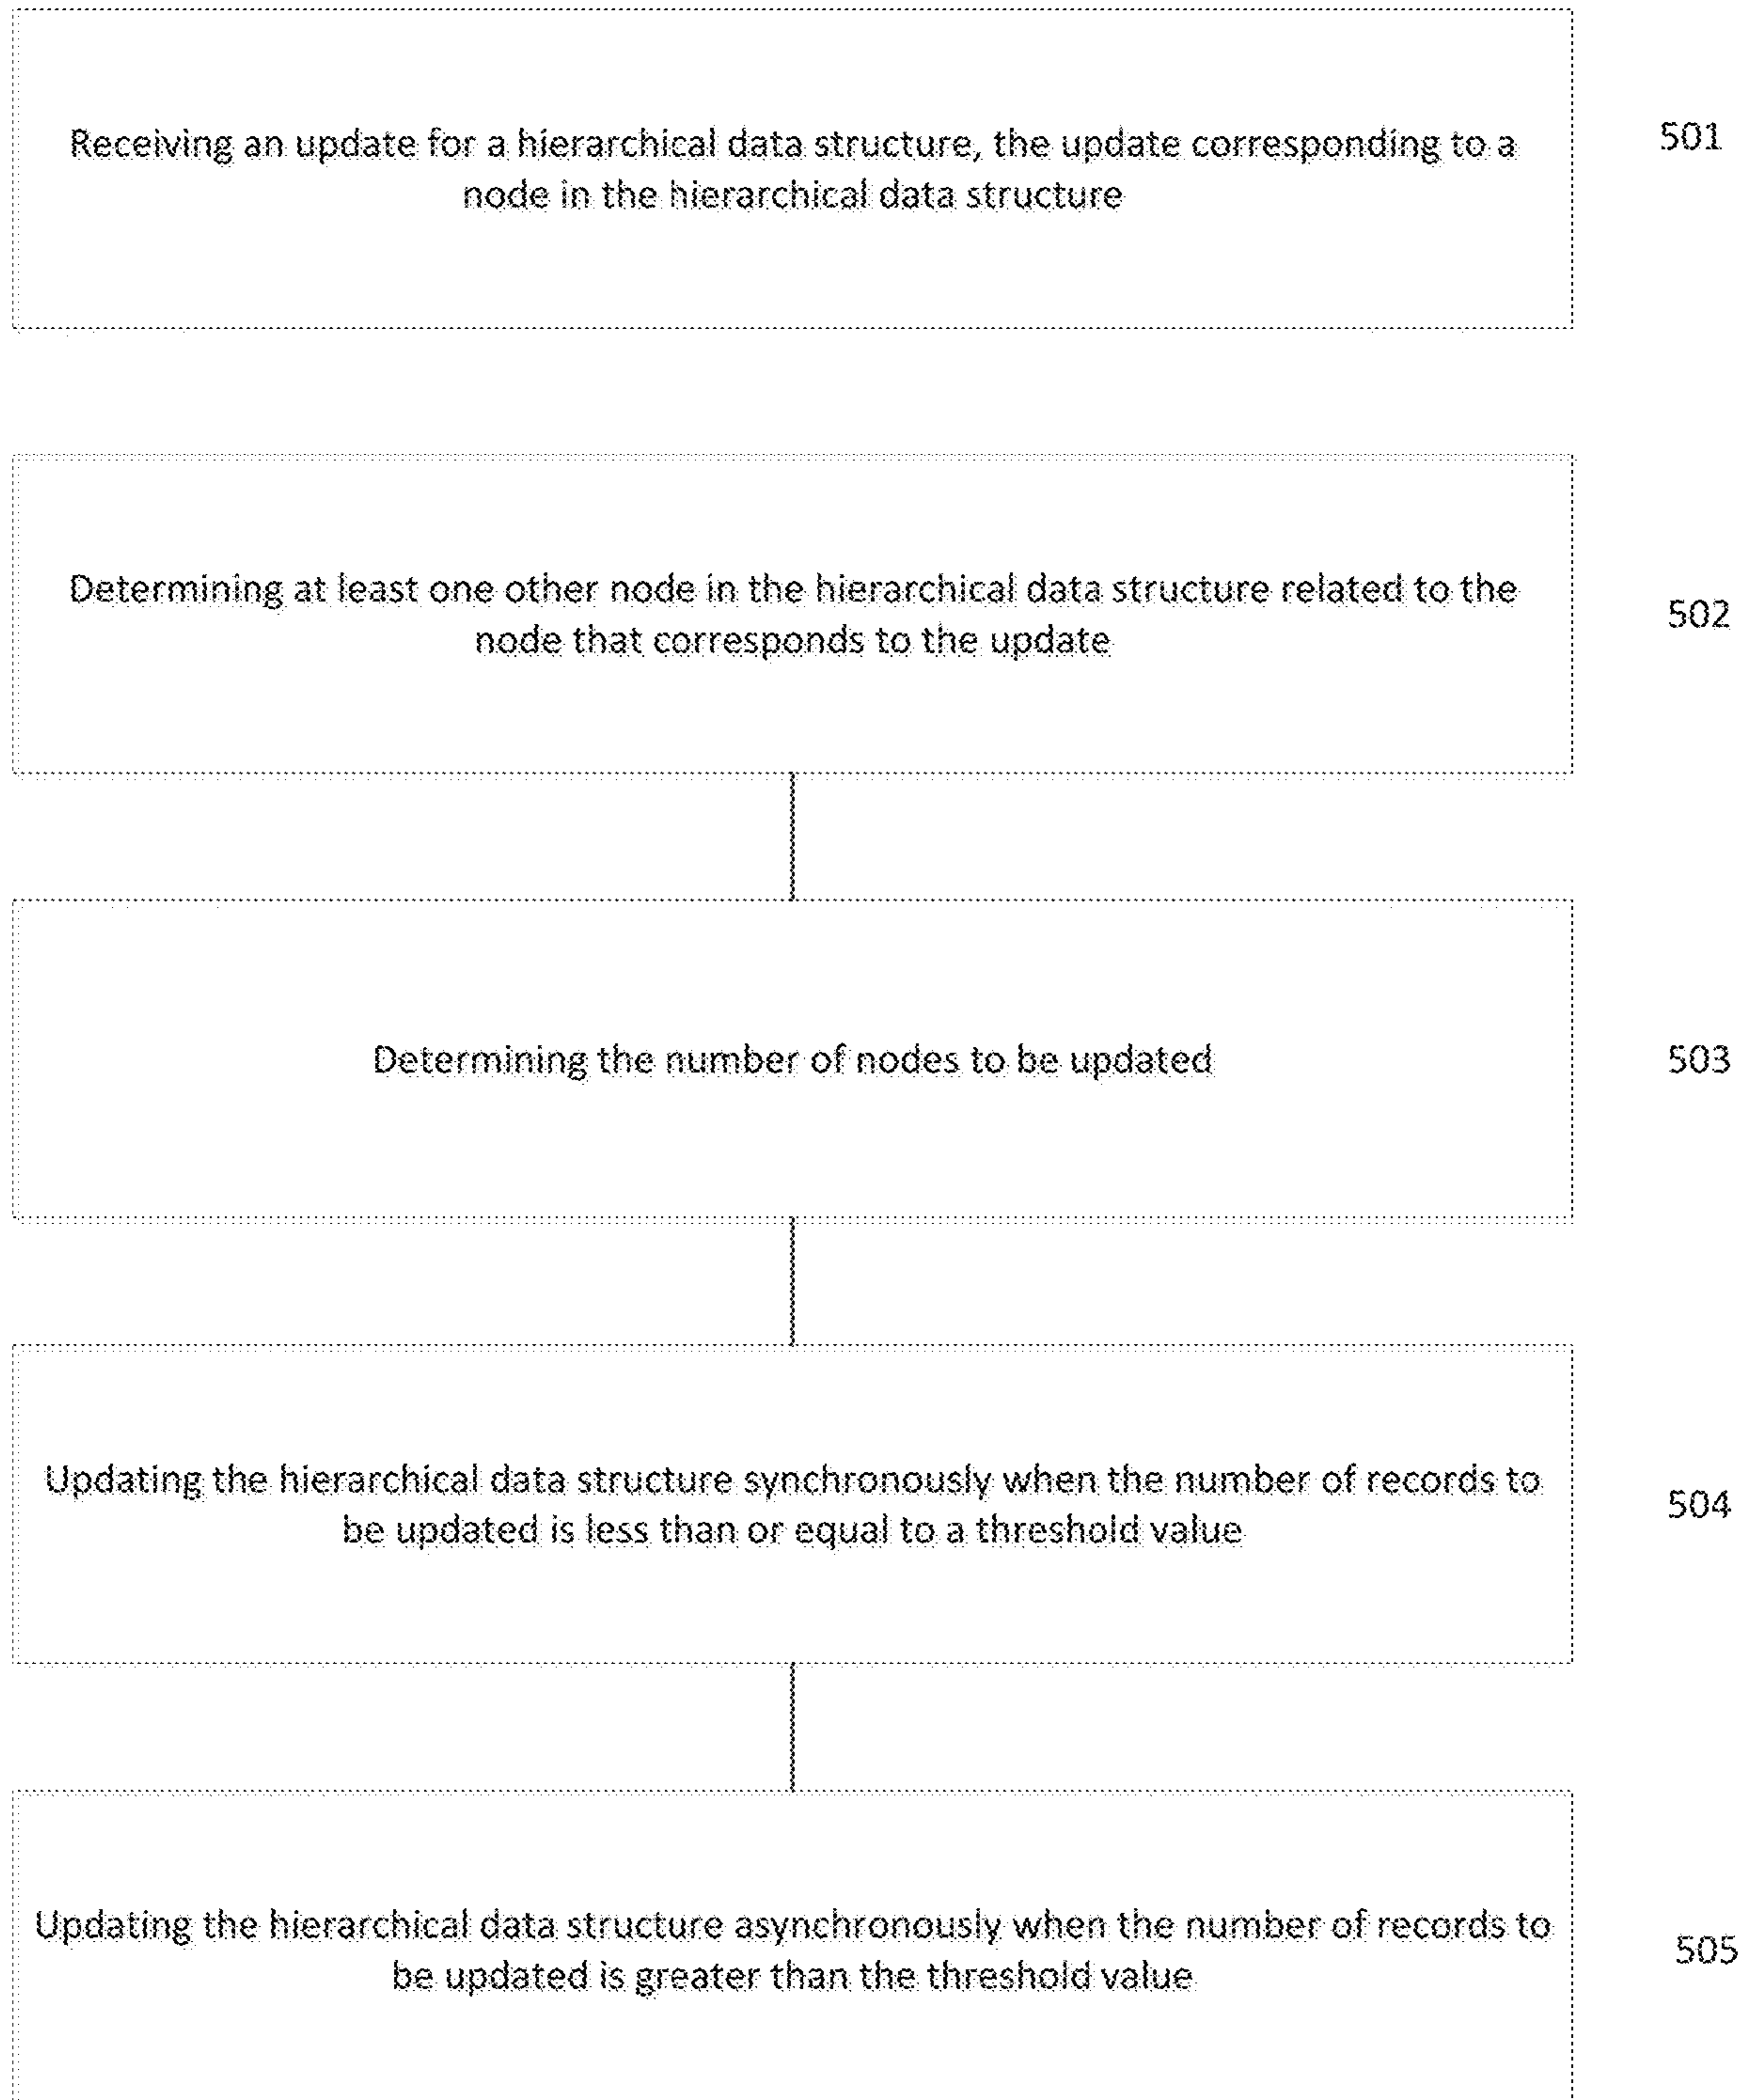 Receiving an update for a hierarchical data structure, the update corresponding to a
node in the hierarchical data structure
501
Determining at least one other node in the hierarchical data structure related to the
node that corresponds to the update
502
Determining the number of nodes to be updated
503
Updating the hierarchical data structure synchronously when the number of records to
be updated is less than or equal to a threshold value
504
Updating the hierarchical data structure asynchronously when the number of records to
be updated is greater than the threshold value
505